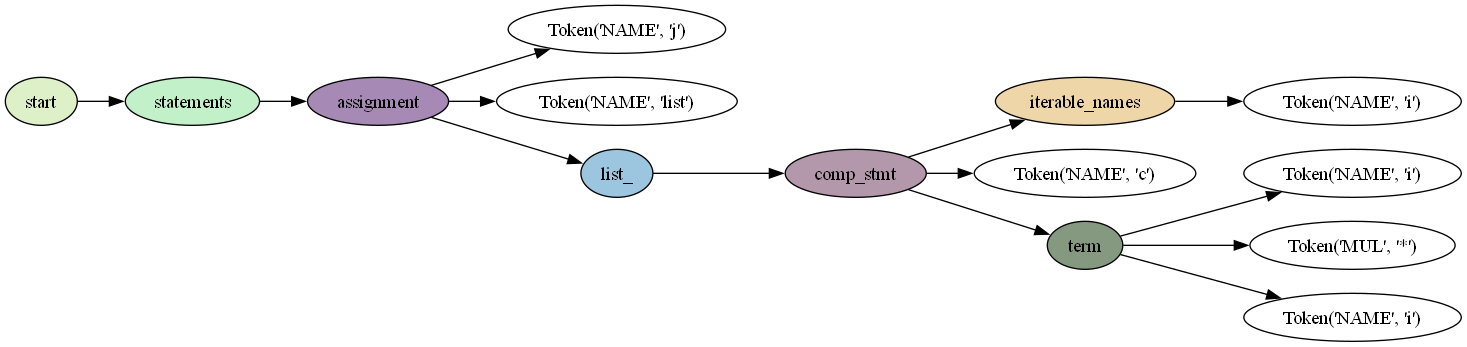 Token('NAME', 'j')
start
statements
assignment
Token('NAME', 'list')
iterable_names
Token('NAME', 'i')
list_
comp_stmt
Token('NAME', 'c')
Token('NAME', 'i')
term
Token('MUL', '*')
Token('NAME', 'i')